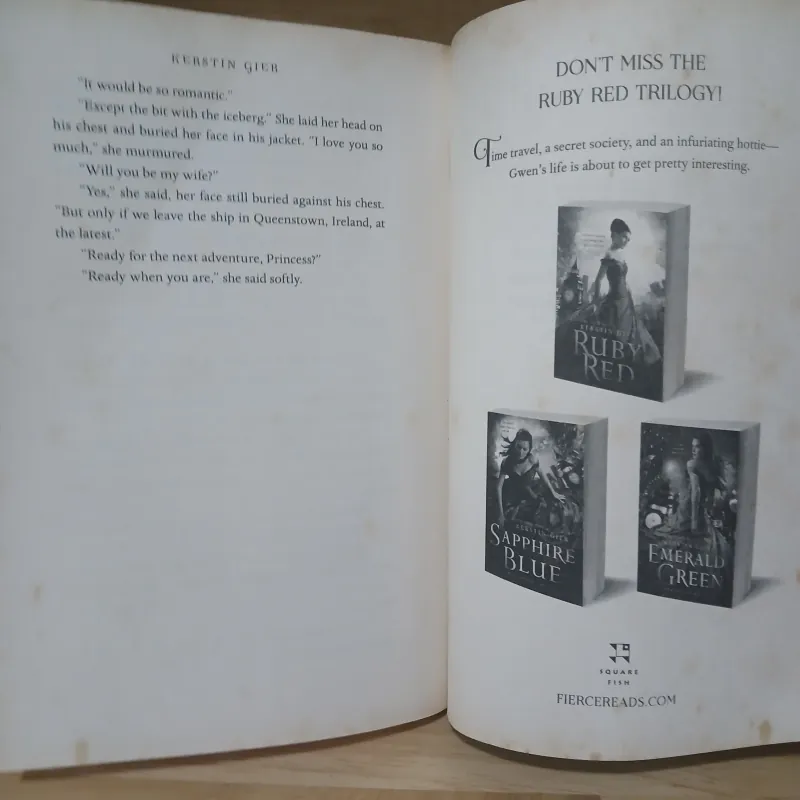 KERSTIN GIER
"It would be so romantic."
"Except the bit with the iceberg." She laid her head on
his chest and buried her face in his jacket. "I love you so
much," she murmured.
"Will you be my wife?"
"Yes," she said, her face still buried against his chest.
"But only if we leave the ship in Queenstown, Ireland, at
the latest."
"Ready for the next adventure, Princess?"
"Ready when you are," she said softly.
DON'T MISS THE
RUBY RED TRILOGY!
Time travel, a secret society, and an infuriating hottie—
Gwen's life is about to get pretty interesting.
KERSTIN GIER
RUBY
RED
KERSTIN GIER
SAPPHIRE
BLUE
EMERALD
GREEN
SQUARE
FISH
FIERCEREADS.COM